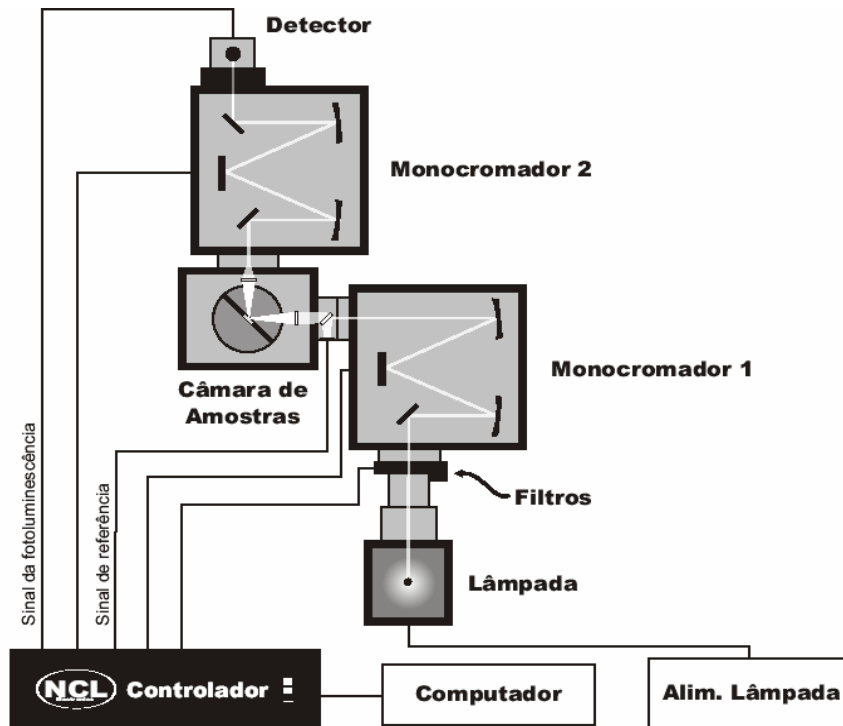 Detector
Monocromador 2
Câmara de
Amostras
Monocromador 1
Filtros
Lâmpada
Sinal da fotoluminescência
Sinal de referência
NCL Controlador
Computador
Alim. Lâmpada